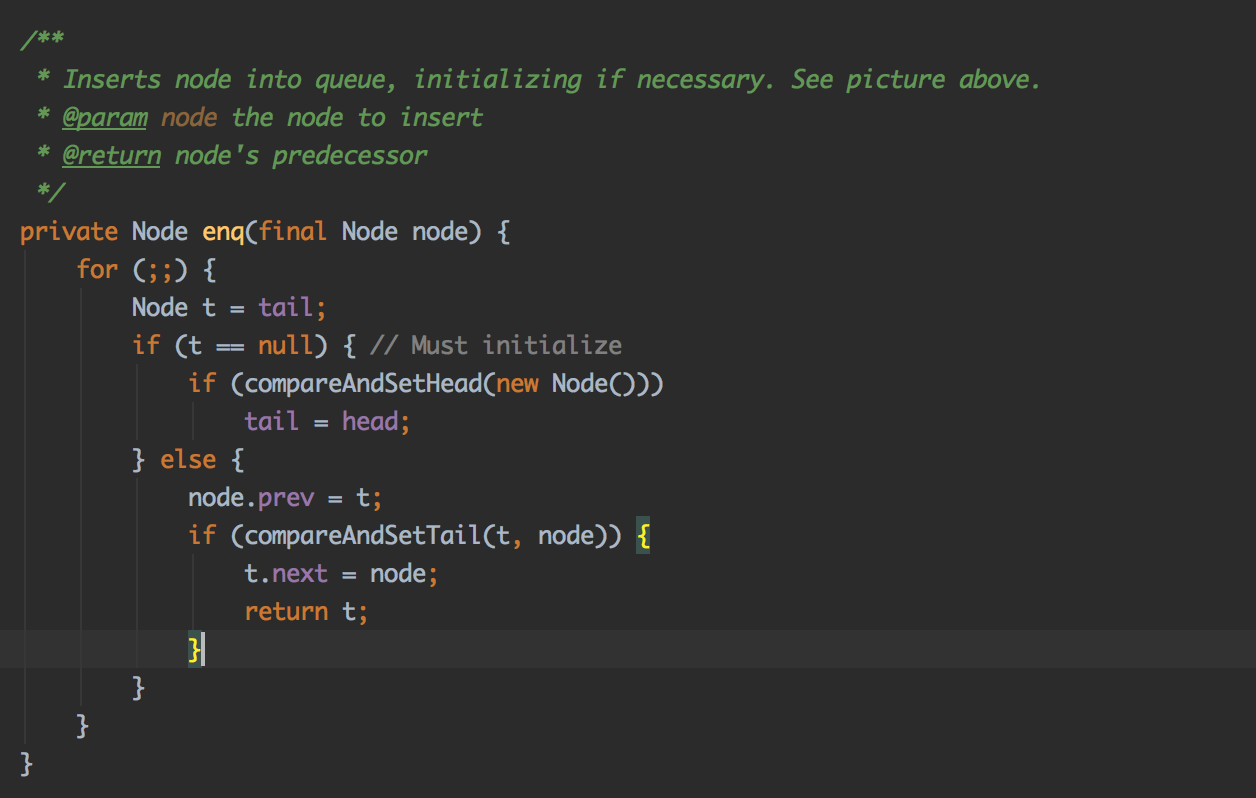 /**
 * Inserts node into queue, initializing if necessary. See picture above.
 * @param node the node to insert
 * @return node's predecessor
 */
private Node enq(final Node node) {
    for (;;) {
        Node t = tail;
        if (t == null) { // Must initialize
            if (compareAndSetHead(new Node()))
                tail = head;
        } else {
            node.prev = t;
            if (compareAndSetTail(t, node)) {
                t.next = node;
                return t;
            }
        }
    }
}